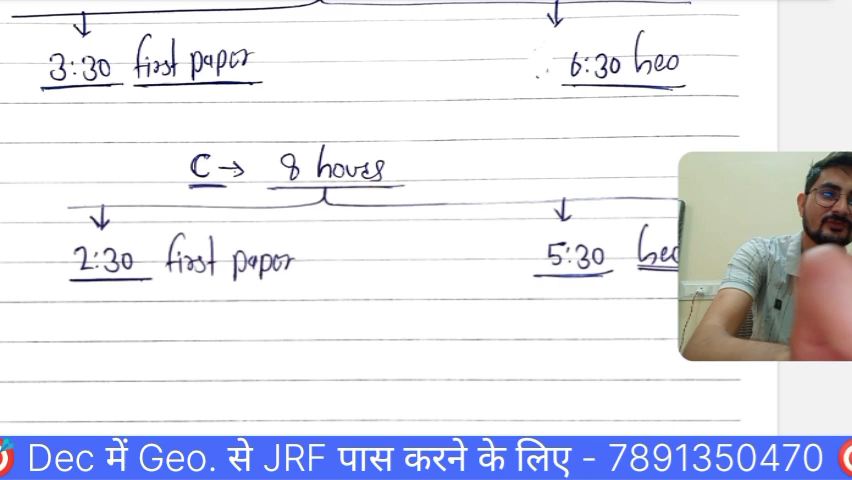 3:30 first paper 6:30 Geo
C → 8 hours
2:30 first paper 5:30 Geo
Dec में Geo. से JRF पास करने के लिए - 7891350470